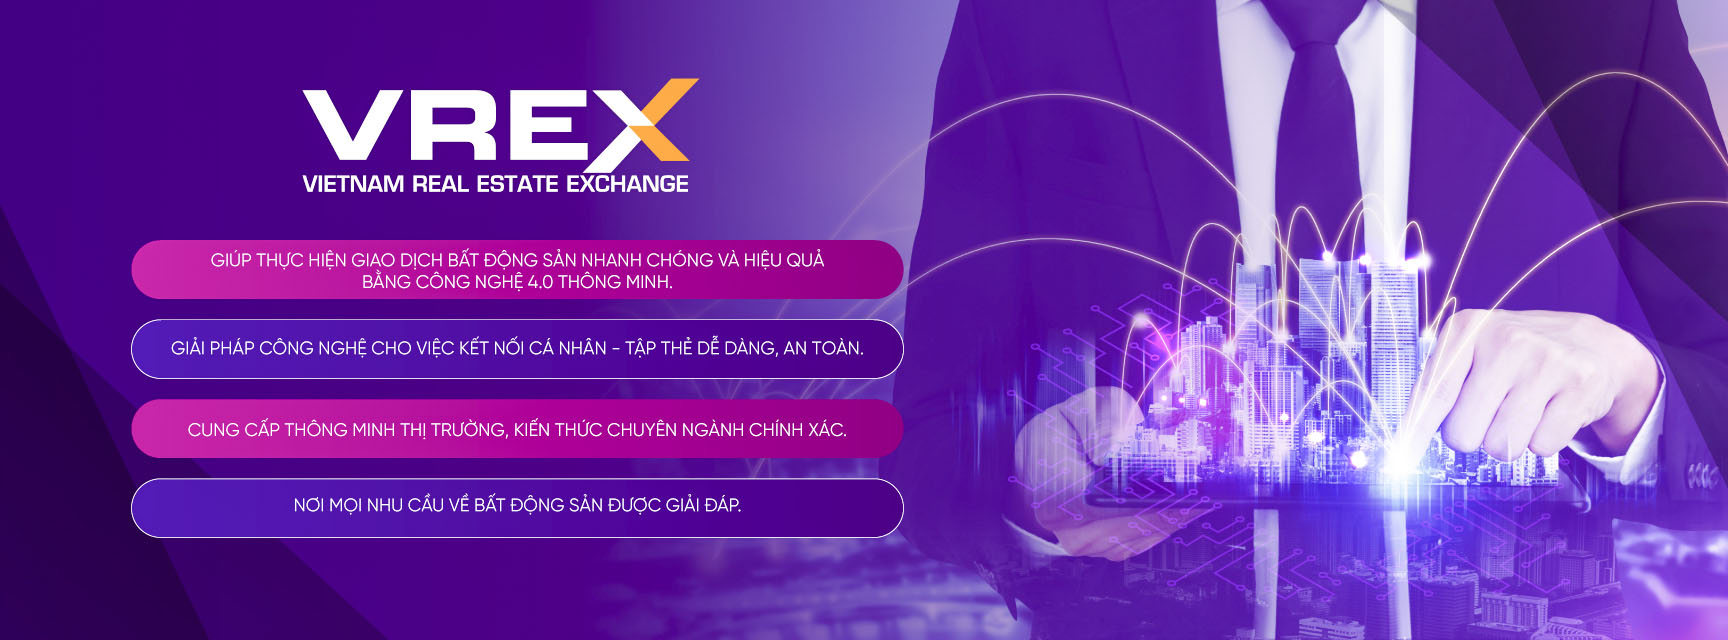 VREX
VIETNAM REAL ESTATE EXCHANGE
GIÚP THỰC HIỆN GIAO DỊCH BẤT ĐỘNG SẢN NHANH CHÓNG VÀ HIỆU QUẢ
BẰNG CÔNG NGHỆ 4.0 THÔNG MINH.
GIẢI PHÁP CÔNG NGHỆ CHO VIỆC KẾT NỐI CÁ NHÂN - TẬP THỂ DỄ DÀNG, AN TOÀN.
CUNG CẤP THÔNG MINH THỊ TRƯỜNG, KIẾN THỨC CHUYÊN NGÀNH CHÍNH XÁC.
NƠI MỌI NHU CẦU VỀ BẤT ĐỘNG SẢN ĐƯỢC GIẢI ĐÁP.